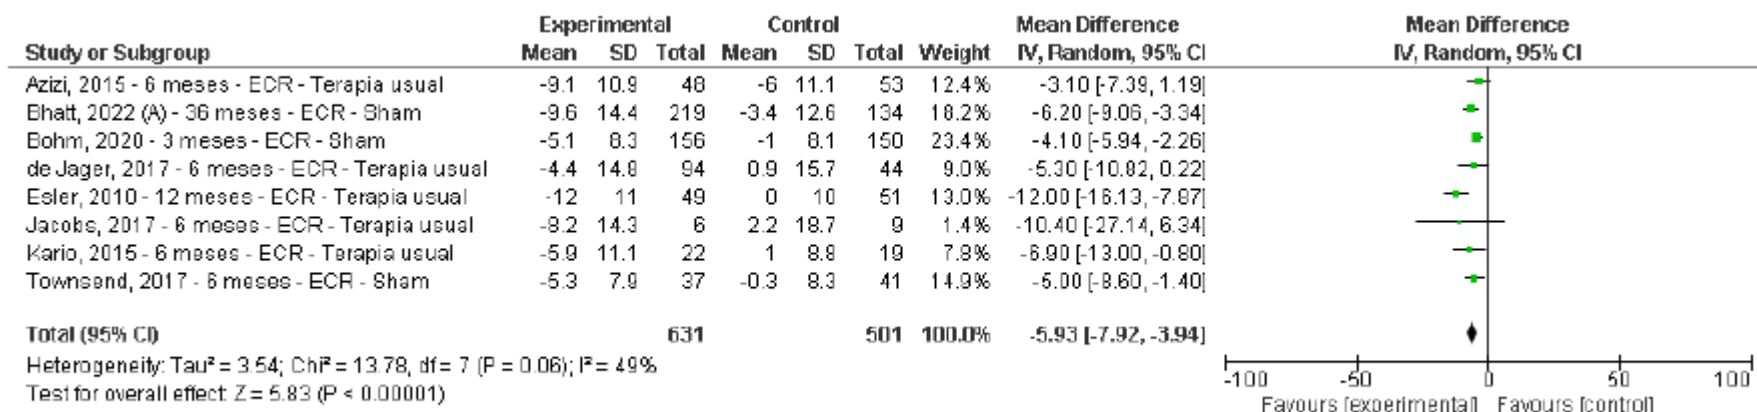 Experimental Control Mean Difference Mean Difference
Study or Subgroup Mean SD Total Mean SD Total Weight IV, Random, 95% CI IV, Random, 95% CI
Azizi, 2015 - 6 meses - ECR - Terapia usual -9.1 10.9 48 -6 11.1 53 12.4% -3.10 [-7.39, 1.19]
Bhatt, 2022 (A) - 36 meses - ECR - Sham -9.6 14.4 219 -3.4 12.6 134 18.2% -6.20 [-9.06, -3.34]
Bohm, 2020 - 3 meses - ECR - Sham -5.1 8.3 156 -1 8.1 150 23.4% -4.10 [-5.94, -2.26]
de Jager, 2017 - 6 meses - ECR - Terapia usual -4.4 14.8 94 0.9 15.7 44 9.0% -5.30 [-10.82, 0.22]
Esler, 2010 - 12 meses - ECR - Terapia usual -12 11 49 0 10 51 13.0% -12.00 [-16.13, -7.87]
Jacobs, 2017 - 6 meses - ECR - Terapia usual -8.2 14.3 6 2.2 18.7 9 1.4% -10.40 [-27.14, 6.34]
Kario, 2015 - 6 meses - ECR - Terapia usual -5.9 11.1 22 1 8.8 19 7.8% -6.90 [-13.00, -0.80]
Townsend, 2017 - 6 meses - ECR - Sham -5.3 7.9 37 -0.3 8.3 41 14.9% -5.00 [-8.60, -1.40]
Total (95% CI) 631 501 100.0% -5.93 [-7.92, -3.94]
Heterogeneity: Tau² = 3.54; Chi² = 13.78, df = 7 (P = 0.06); I² = 49%
Test for overall effect: Z = 5.83 (P < 0.00001)
-100 -50 0 50 100
Favours [experimental] Favours [control]